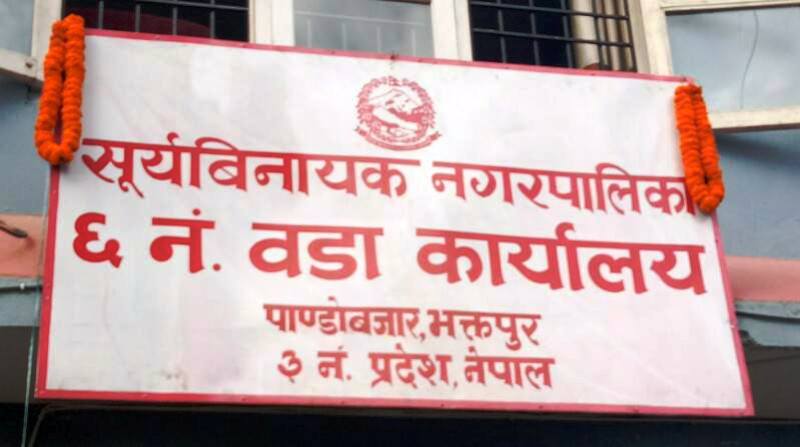 सूर्यबिनायक नगरपालिका
६ नं. वडा कार्यालय
पाण्डोबजार, भक्तपुर
३ नं. प्रदेश, नेपाल